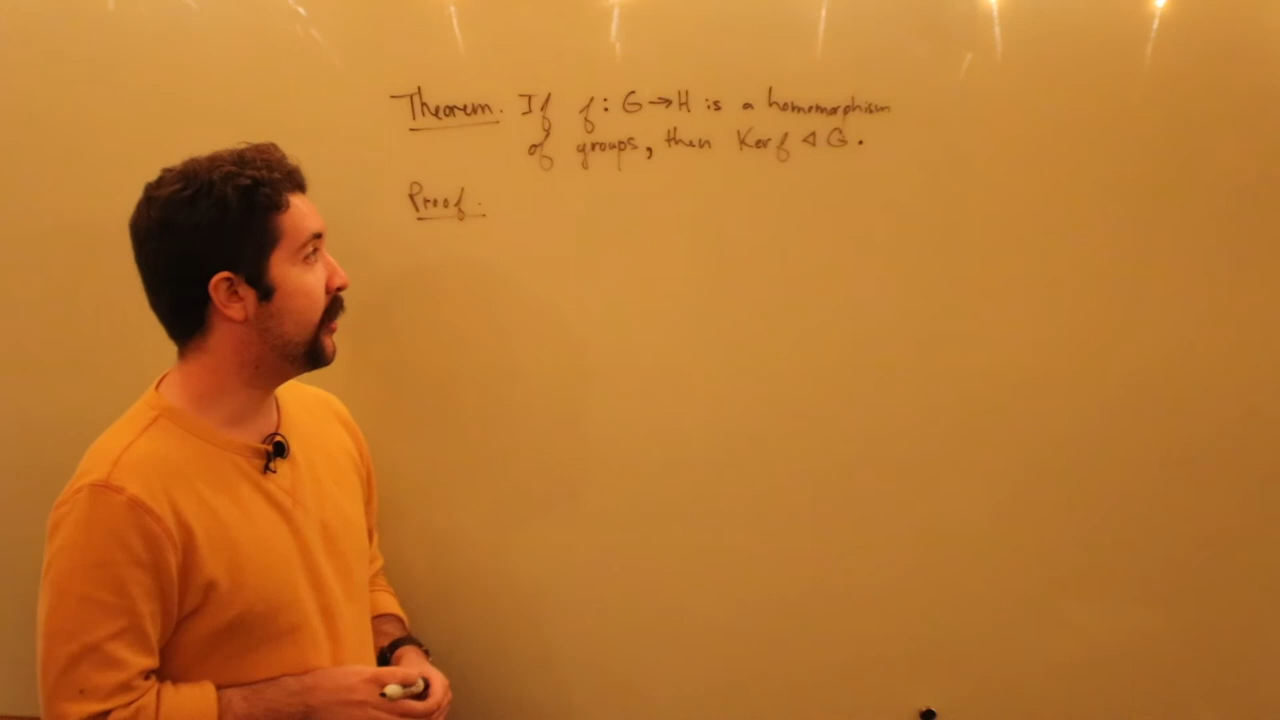 Theorem. If f: G→H is a homomorphism
of groups, then Ker f ⊲ G.
Proof.